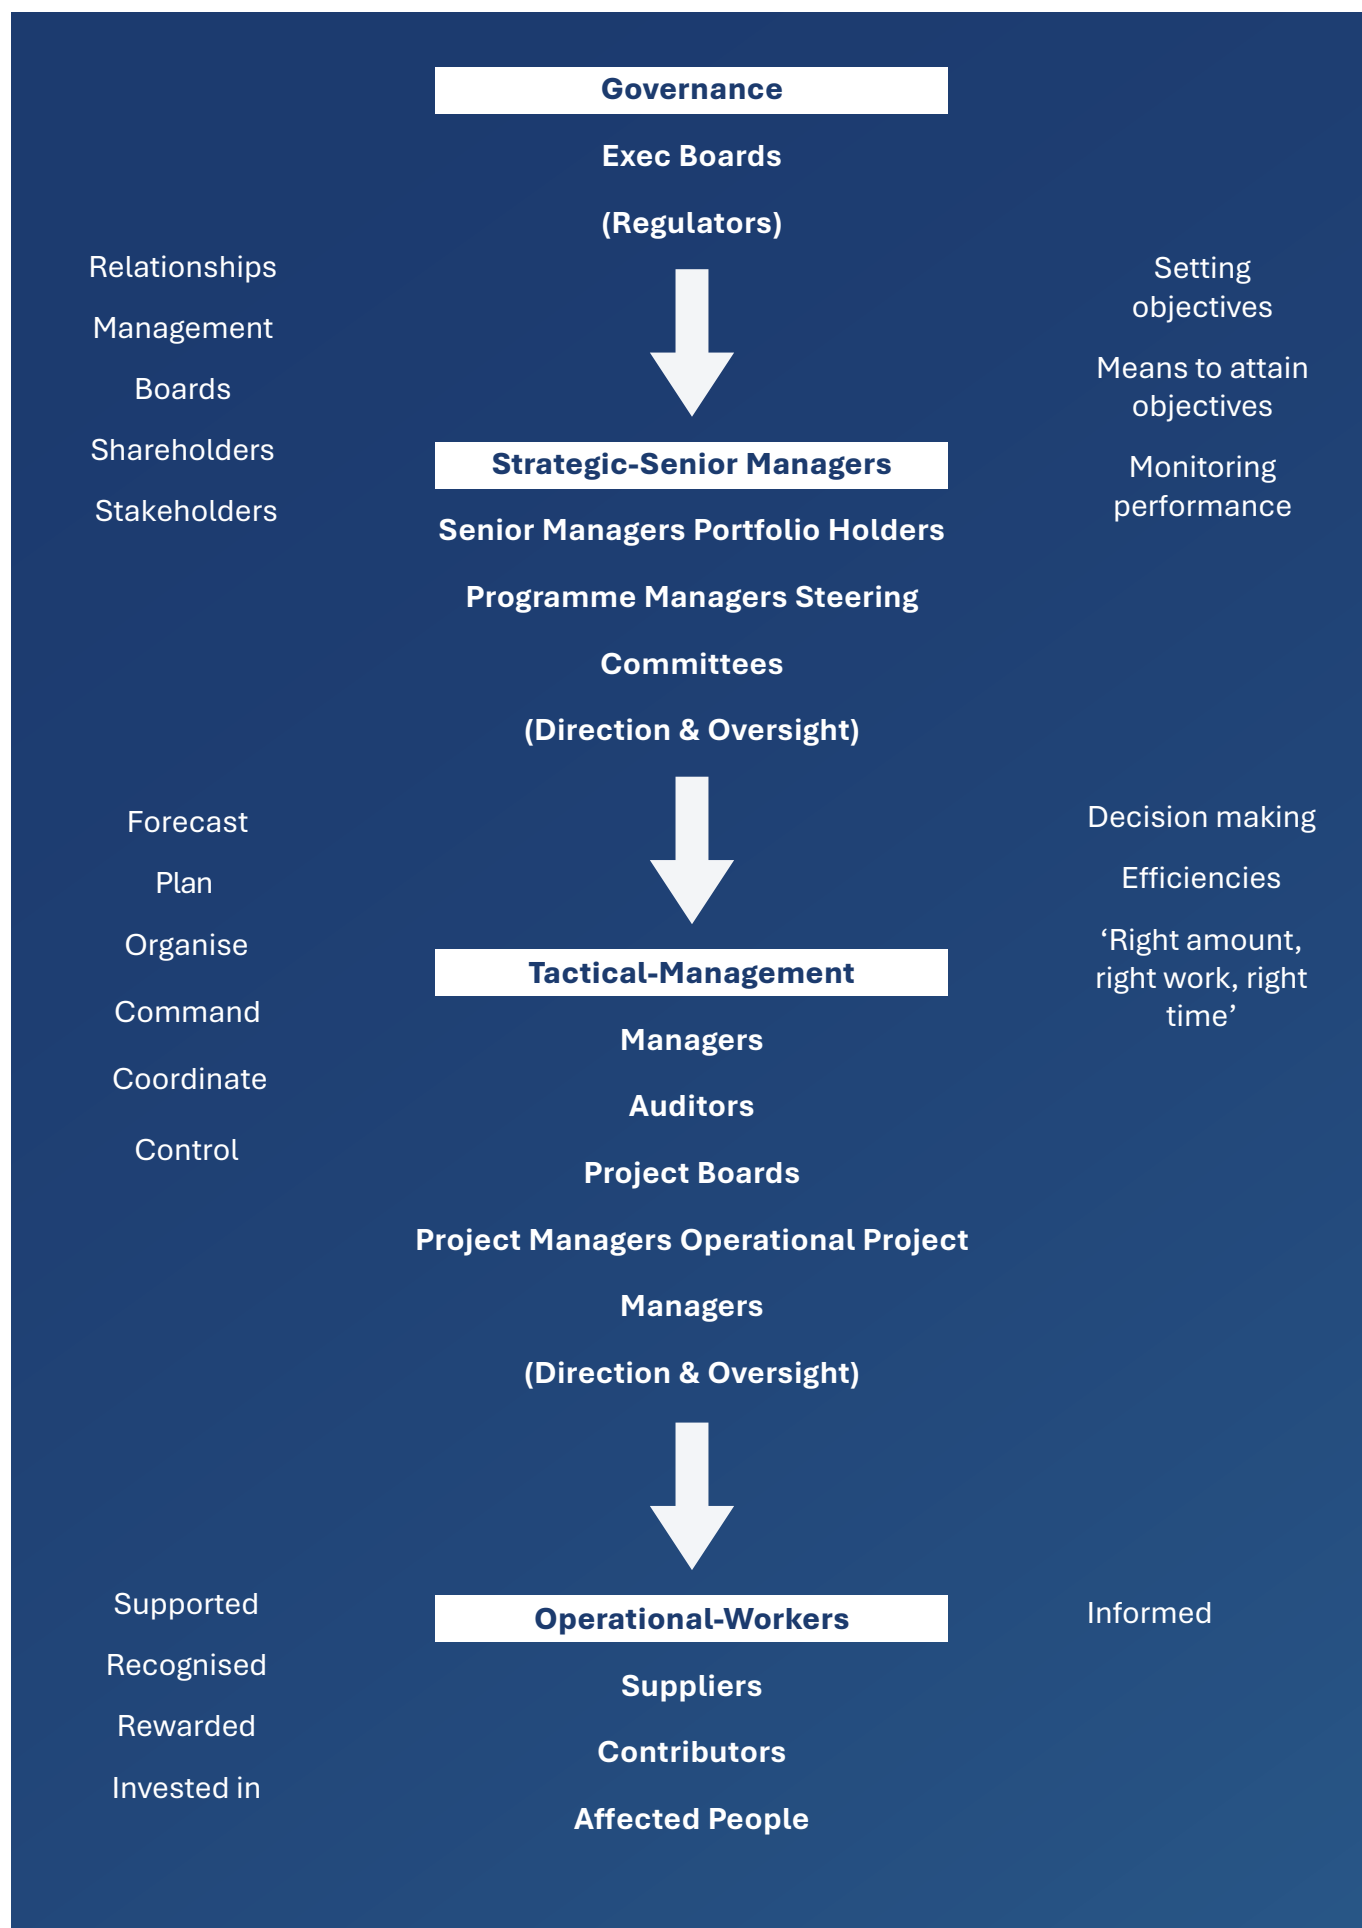 Governance
Exec Boards
(Regulators)
Relationships
Management
Boards
Shareholders
Stakeholders
Setting
objectives
Means to attain
objectives
Monitoring
performance
Strategic-Senior Managers
Senior Managers Portfolio Holders
Programme Managers Steering
Committees
(Direction & Oversight)
Forecast
Plan
Organise
Command
Coordinate
Control
Decision making
Efficiencies
‘Right amount,
right work, right
time’
Tactical-Management
Managers
Auditors
Project Boards
Project Managers Operational Project
Managers
(Direction & Oversight)
Supported
Recognised
Rewarded
Invested in
Operational-Workers
Suppliers
Contributors
Affected People
Informed